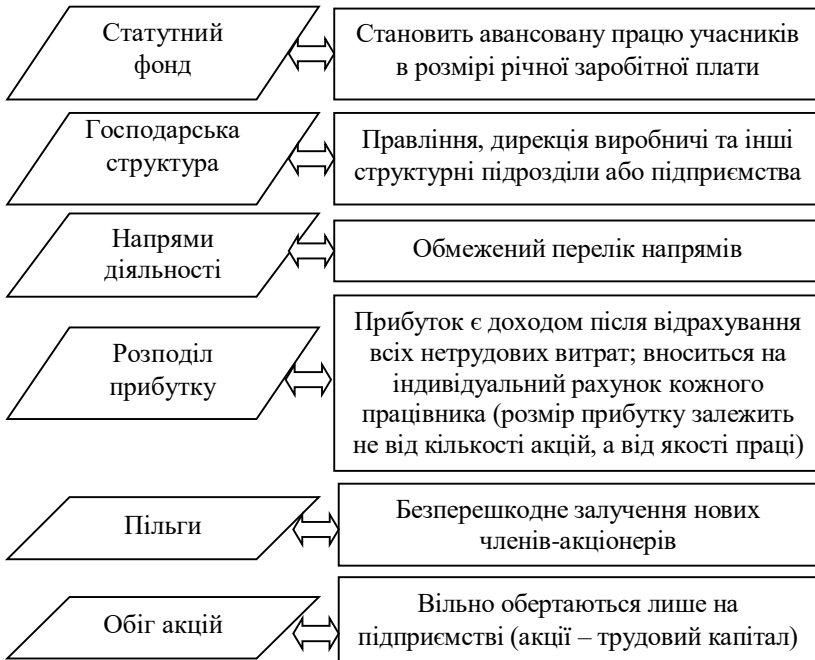 Статутний
фонд
Становить авансовану працю учасників
в розмірі річної заробітної плати
Господарська
структура
Правління, дирекція виробничі та інші
структурні підрозділи або підприємства
Напрями
діяльності
Обмежений перелік напрямів
Розподіл
прибутку
Прибуток є доходом після відрахування
всіх нетрудових витрат; вноситься на
індивідуальний рахунок кожного
працівника (розмір прибутку залежить
не від кількості акцій, а від якості праці)
Пільги
Безперешкодне залучення нових
членів-акціонерів
Обіг акцій
Вільно обертаються лише на
підприємстві (акції – трудовий капітал)